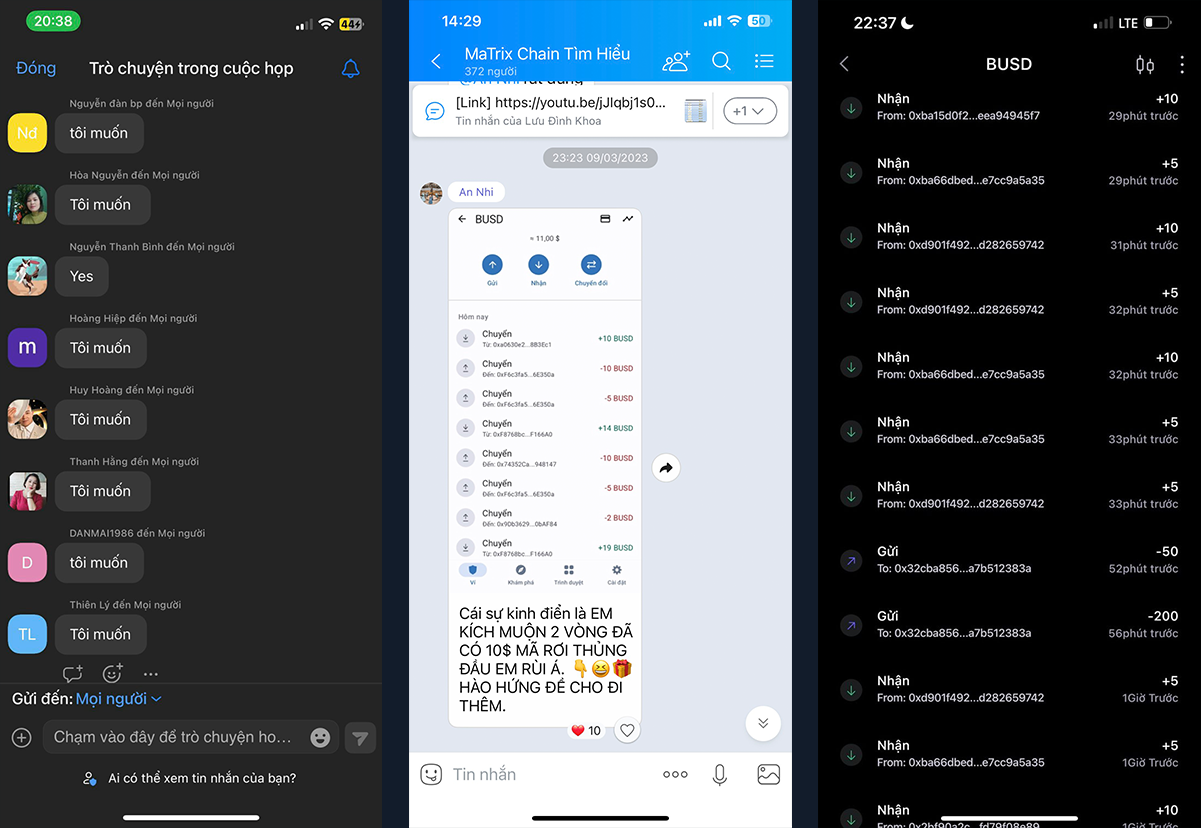 20:38
44
Đóng
Trò chuyện trong cuộc họp
Nguyễn đàn bp đến Mọi người
Nđ
tôi muốn
Hòa Nguyễn đến Mọi người
Tôi muốn
Nguyễn Thanh Bình đến Mọi người
Yes
Hoàng Hiệp đến Mọi người
m
Tôi muốn
Huy Hoàng đến Mọi người
Tôi muốn
Thanh Hằng đến Mọi người
Tôi muốn
DANMAI1986 đến Mọi người
D
tôi muốn
Thiên Lý đến Mọi người
TL
Tôi muốn
Gửi đến: Mọi người
Chạm vào đây để trò chuyện ho...
Ai có thể xem tin nhắn của bạn?
14:29
50
MaTrix Chain Tìm Hiểu
372 người
[Link] https://youtu.be/jJlqbj1s0...
Tin nhắn của Lưu Đình Khoa
+1
23:23 09/03/2023
An Nhi
BUSD
≈ 11,00 $
Gửi
Nhận
Chuyển đổi
Hôm nay
Chuyển
+10 BUSD
Từ: 0xa0630e2...8B3Ec1
Chuyển
-10 BUSD
Đến: 0xF6c3fa5...6E350a
Chuyển
-5 BUSD
Đến: 0xF6c3fa5...6E350a
Chuyển
+14 BUSD
Từ: 0xF8768bc...F166A0
Chuyển
-10 BUSD
Đến: 0x74352Ca...948147
Chuyển
-5 BUSD
Đến: 0xF6c3fa5...6E350a
Chuyển
-2 BUSD
Đến: 0x9Db3629...0bAF84
Chuyển
+19 BUSD
Từ: 0xF8768bc...F166A0
Ví
Khám phá
Trình duyệt
Cài đặt
Cái sự kinh điển là EM
KÍCH MUỘN 2 VÒNG ĐÃ
CÓ 10$ MÃ RƠI THỦNG
ĐẦU EM RÙI Á. 👇😆🎁
HÀO HỨNG ĐỂ CHO ĐI
THÊM.
❤️ 10
Tin nhắn
22:37
LTE
BUSD
Nhận
+10
From: 0xba15d0f2...eea94945f7
29phút trước
Nhận
+5
From: 0xba66dbed...e7cc9a5a35
29phút trước
Nhận
+10
From: 0xd901f492...d282659742
31phút trước
Nhận
+5
From: 0xd901f492...d282659742
32phút trước
Nhận
+10
From: 0xba66dbed...e7cc9a5a35
32phút trước
Nhận
+5
From: 0xba66dbed...e7cc9a5a35
33phút trước
Nhận
+5
From: 0xd901f492...d282659742
33phút trước
Gửi
-50
To: 0x32cba856...a7b512383a
52phút trước
Gửi
-200
To: 0x32cba856...a7b512383a
56phút trước
Nhận
+5
From: 0xd901f492...d282659742
1Giờ Trước
Nhận
+5
From: 0xba66dbed...e7cc9a5a35
1Giờ Trước
Nhận
+10
From: 0x2bf90a2c...fd79f08e89
1Giờ Trước